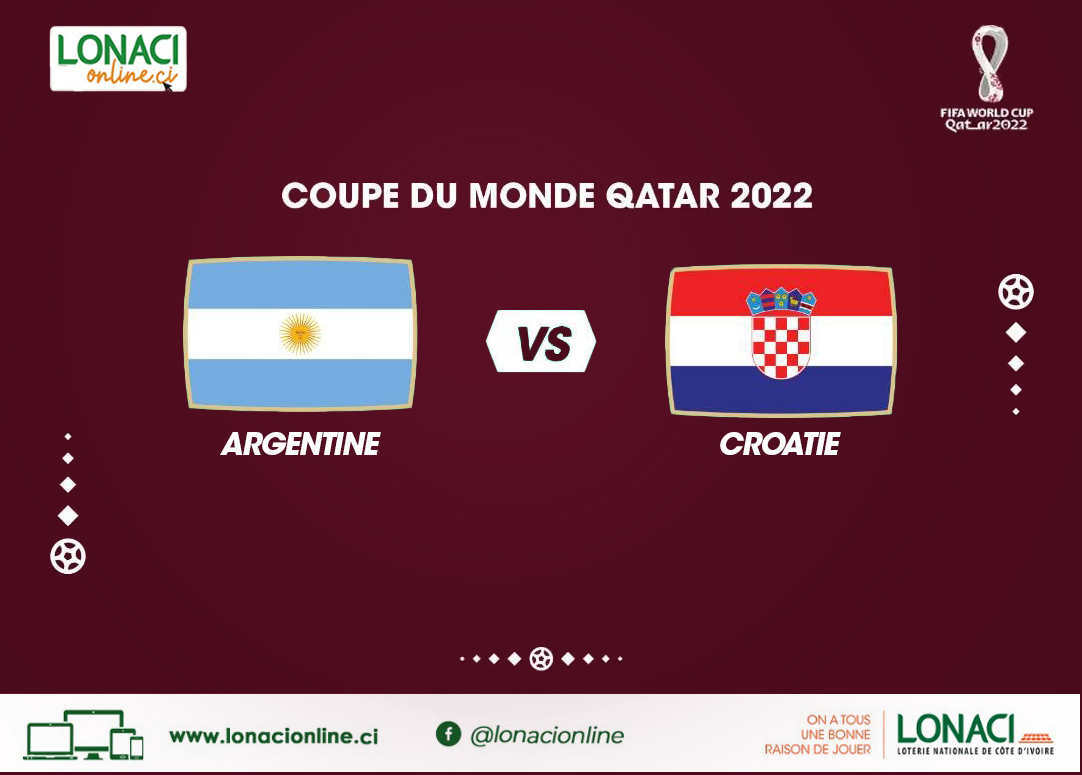 LONACI
online.ci
FIFA WORLD CUP
Qatar2022
COUPE DU MONDE QATAR 2022
VS
ARGENTINE
CROATIE
www.lonacionline.ci
f @lonacionline
ON A TOUS
UNE BONNE
RAISON DE JOUER
LONACI
LOTERIE NATIONALE DE CÔTE D'IVOIRE